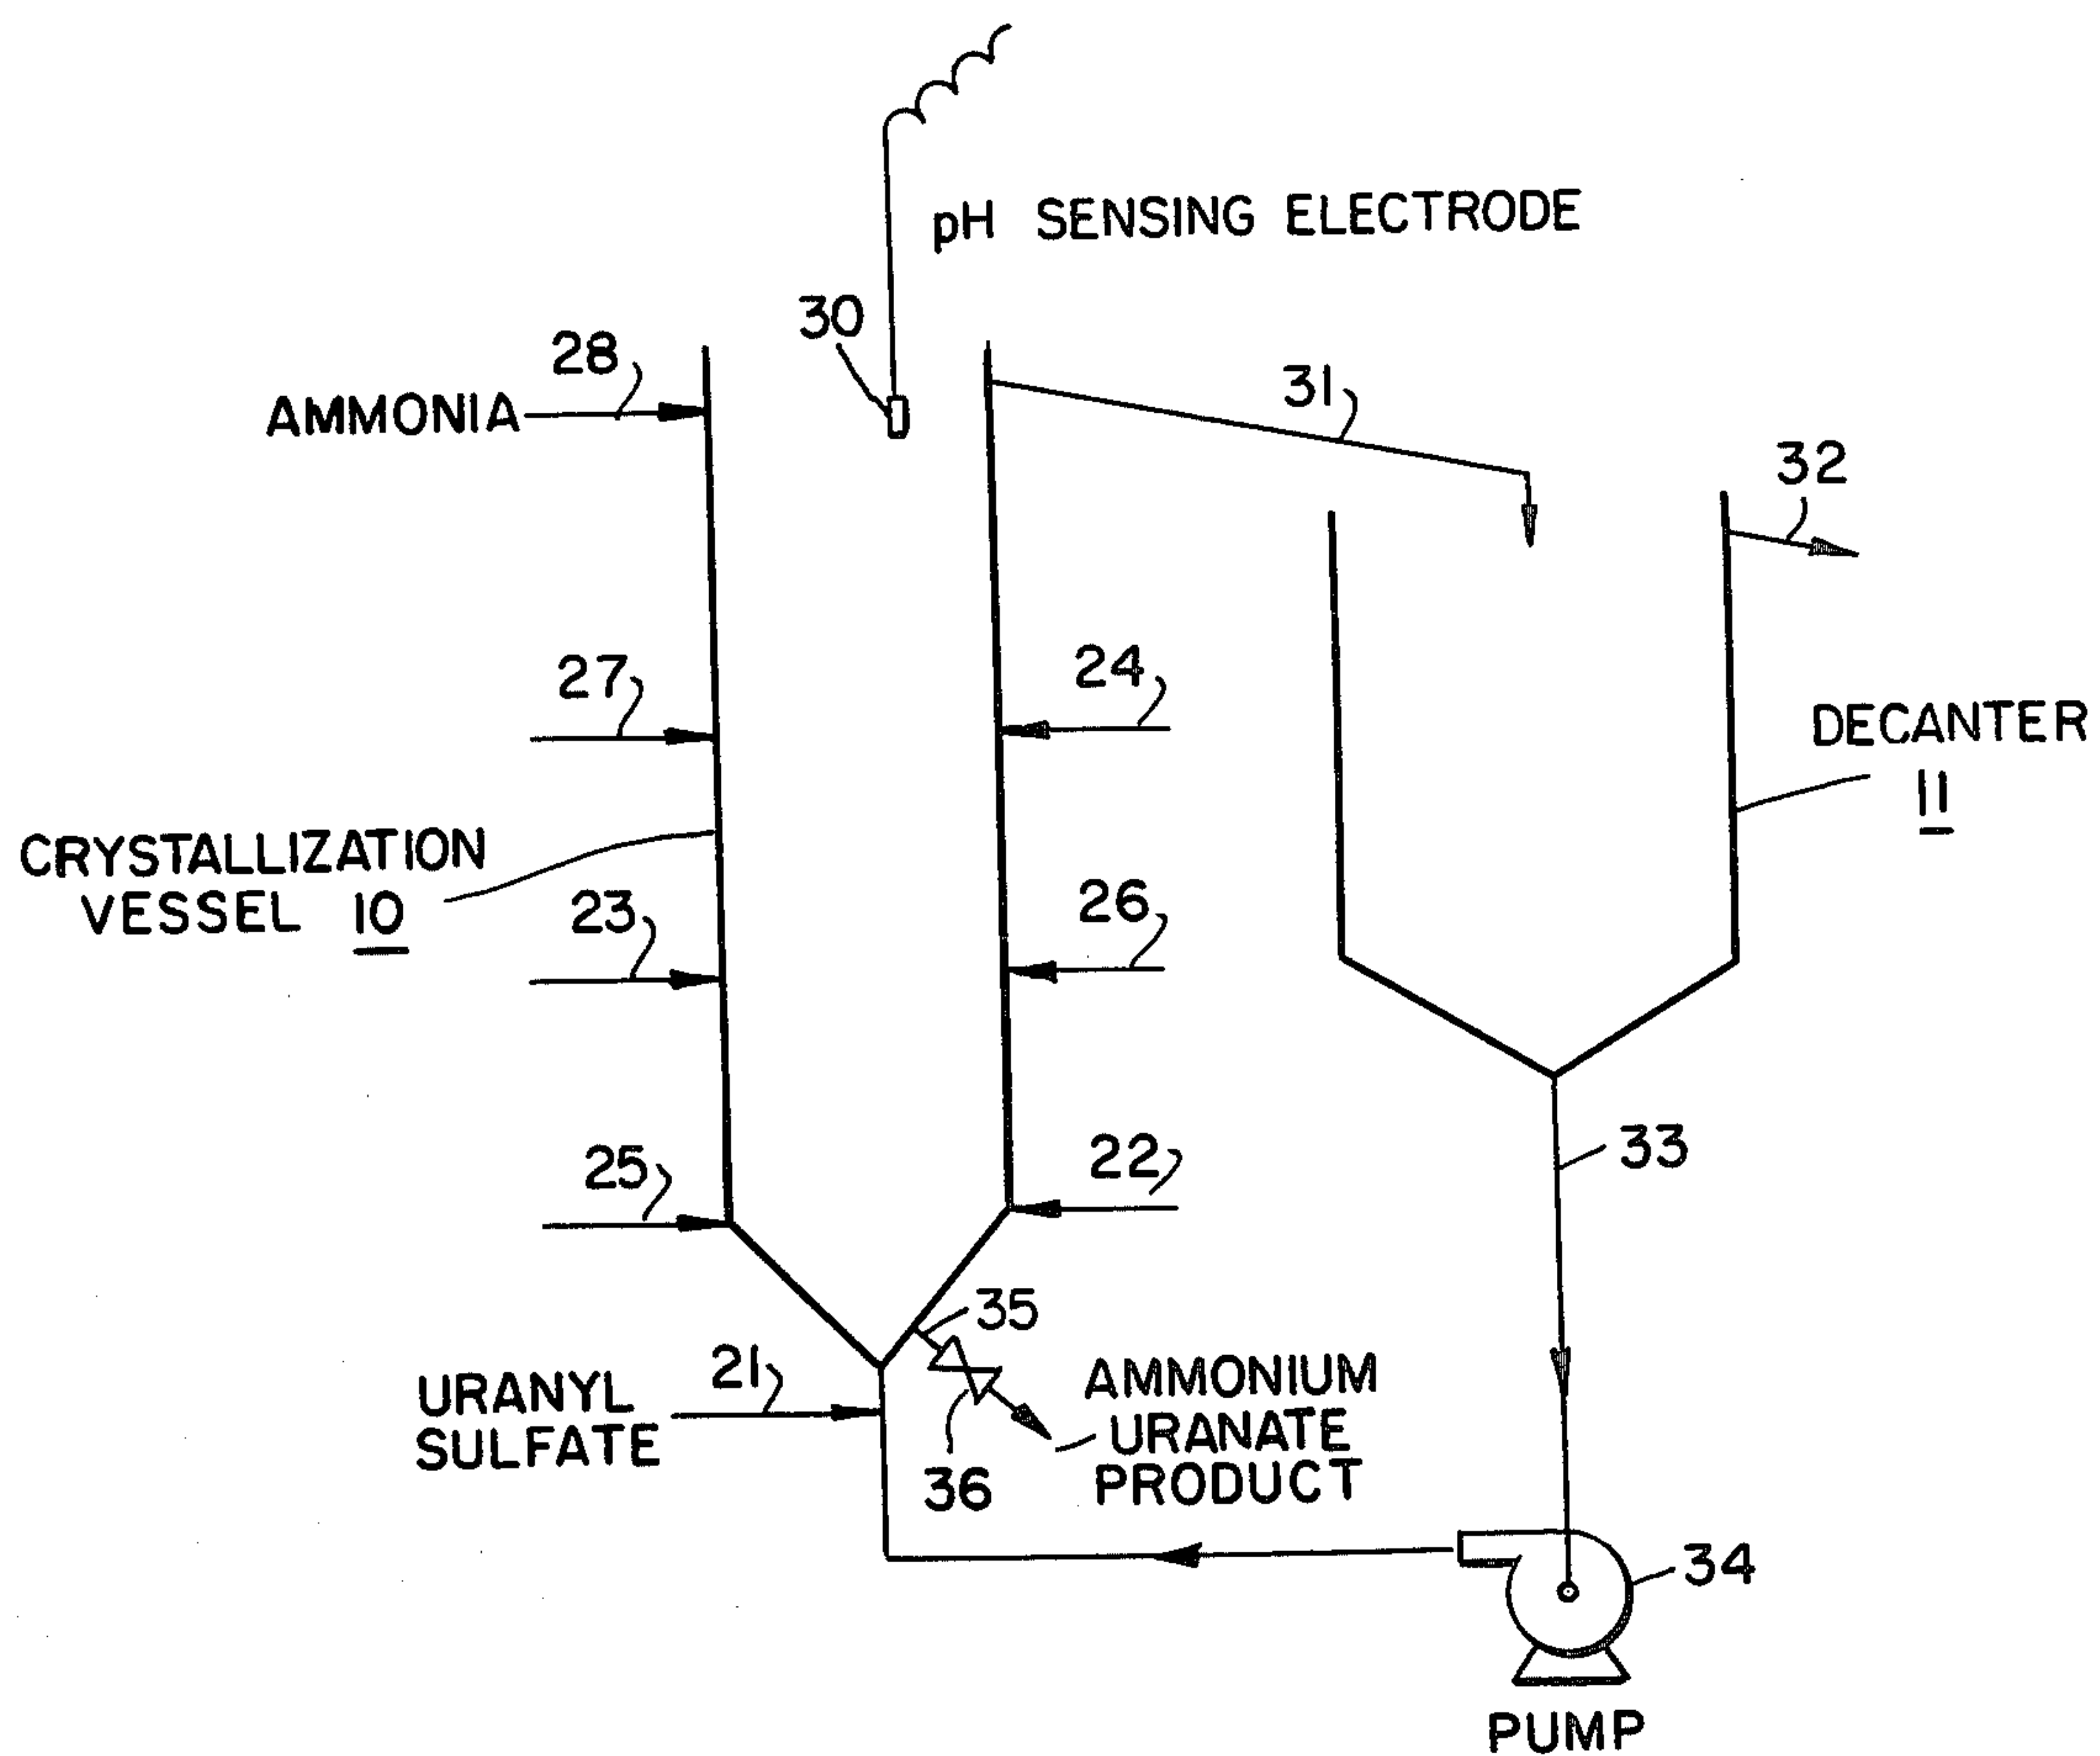 pH SENSING ELECTRODE
30
28
AMMONIA
31
32
27
24
DECANTER
11
CRYSTALLIZATION
VESSEL 10
23
26
25
22
33
35
21
URANYL
SULFATE
AMMONIUM
URANATE
PRODUCT
36
34
PUMP